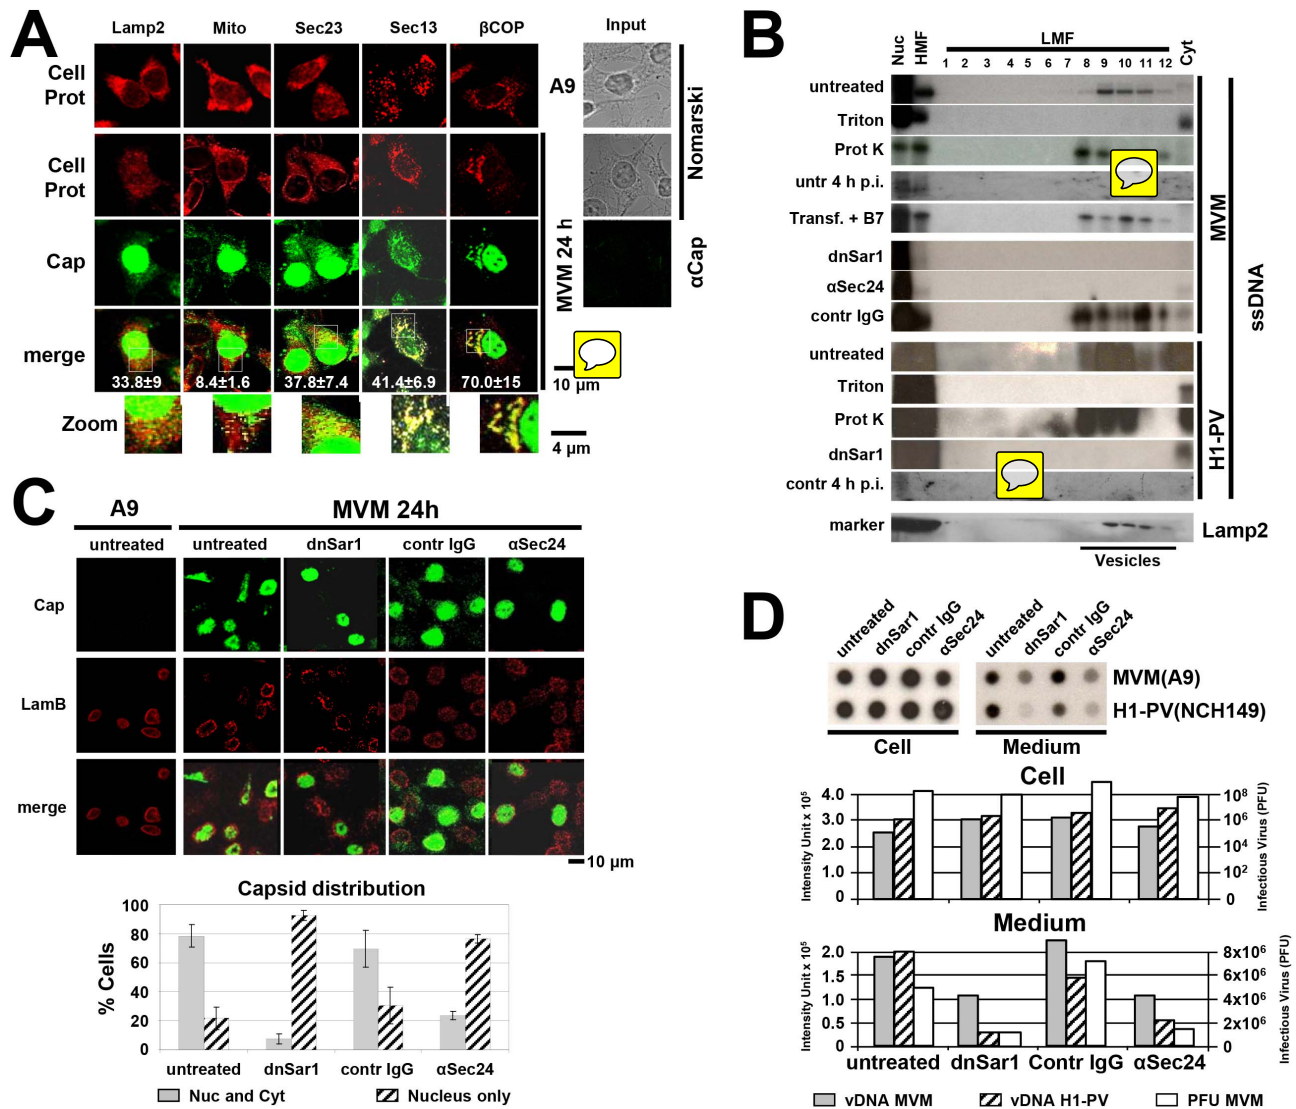 A
Lamp2 Mito Sec23 Sec13 βCOP Input
Cell
Prot
A9
Nomarski
Cell
Prot
Cap
MVM 24 h
αCap
merge
33.8±9 8.4±1.6 37.8±7.4 41.4±6.9 70.0±15
10 µm
Zoom
4 µm
B
Nuc HMF LMF Cyt
1 2 3 4 5 6 7 8 9 10 11 12
untreated
Triton
Prot K
untr 4 h p.i.
Transf. + B7
dnSar1
αSec24
contr IgG
MVM
untreated
Triton
Prot K
dnSar1
contr 4 h p.i.
H1-PV
ssDNA
marker Lamp2
Vesicles
C
A9 MVM 24h
untreated untreated dnSar1 contr IgG αSec24
Cap
LamB
merge
10 µm
Capsid distribution
% Cells
100
80
60
40
20
0
untreated dnSar1 contr IgG αSec24
Nuc and Cyt Nucleus only
D
untreated dnSar1 contr IgG αSec24 untreated dnSar1 contr IgG αSec24
MVM(A9)
H1-PV(NCH149)
Cell Medium
Cell
Intensity Unit x 10⁵
4.0
3.0
2.0
1.0
0
10⁸
10⁶
10⁴
10²
0
Infectious Virus (PFU)
Medium
Intensity Unit x 10⁵
2.0
1.5
1.0
0.5
0
8x10⁶
6x10⁶
4x10⁶
2x10⁶
0
Infectious Virus (PFU)
untreated dnSar1 Contr IgG αSec24
vDNA MVM vDNA H1-PV PFU MVM